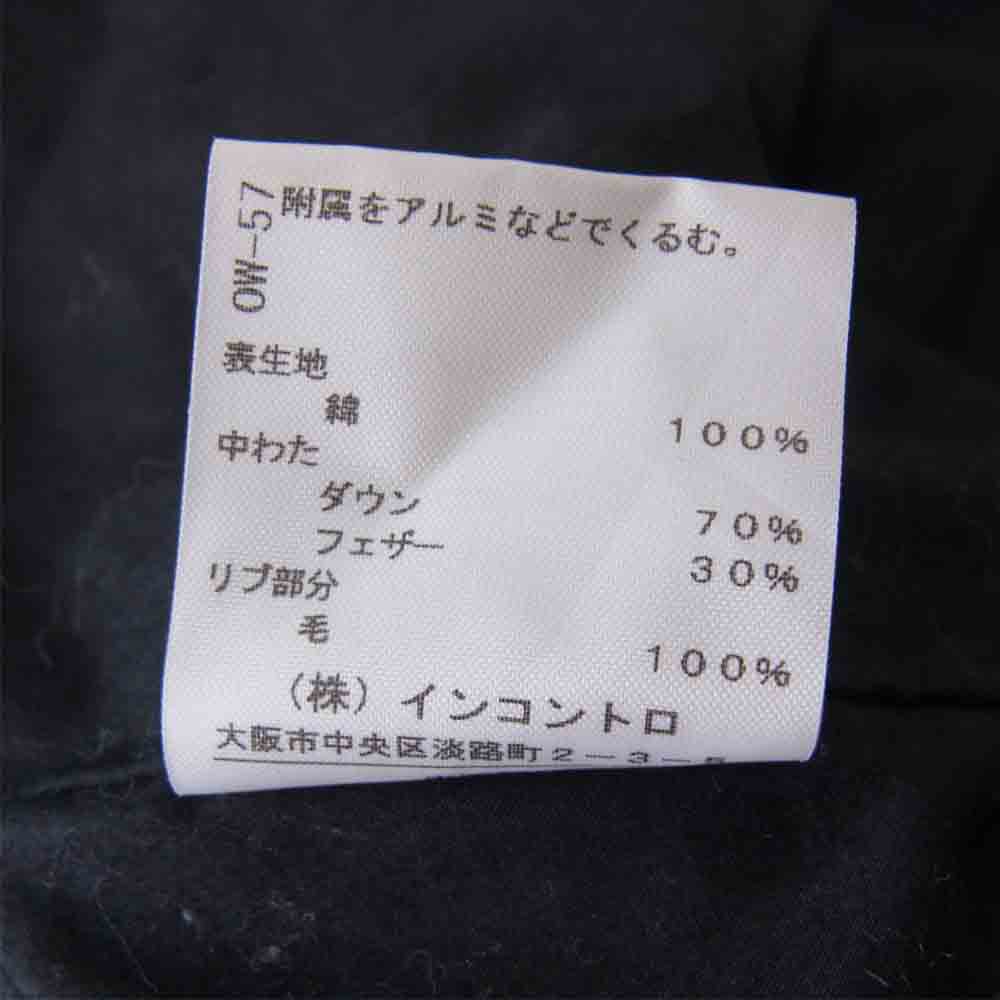 附属をアルミなどでくるむ。
OW-57
表生地
綿 100%
中わた
ダウン 70%
フェザー 30%
リブ部分
毛 100%
(株)インコントロ
大阪市中央区淡路町2-3-5